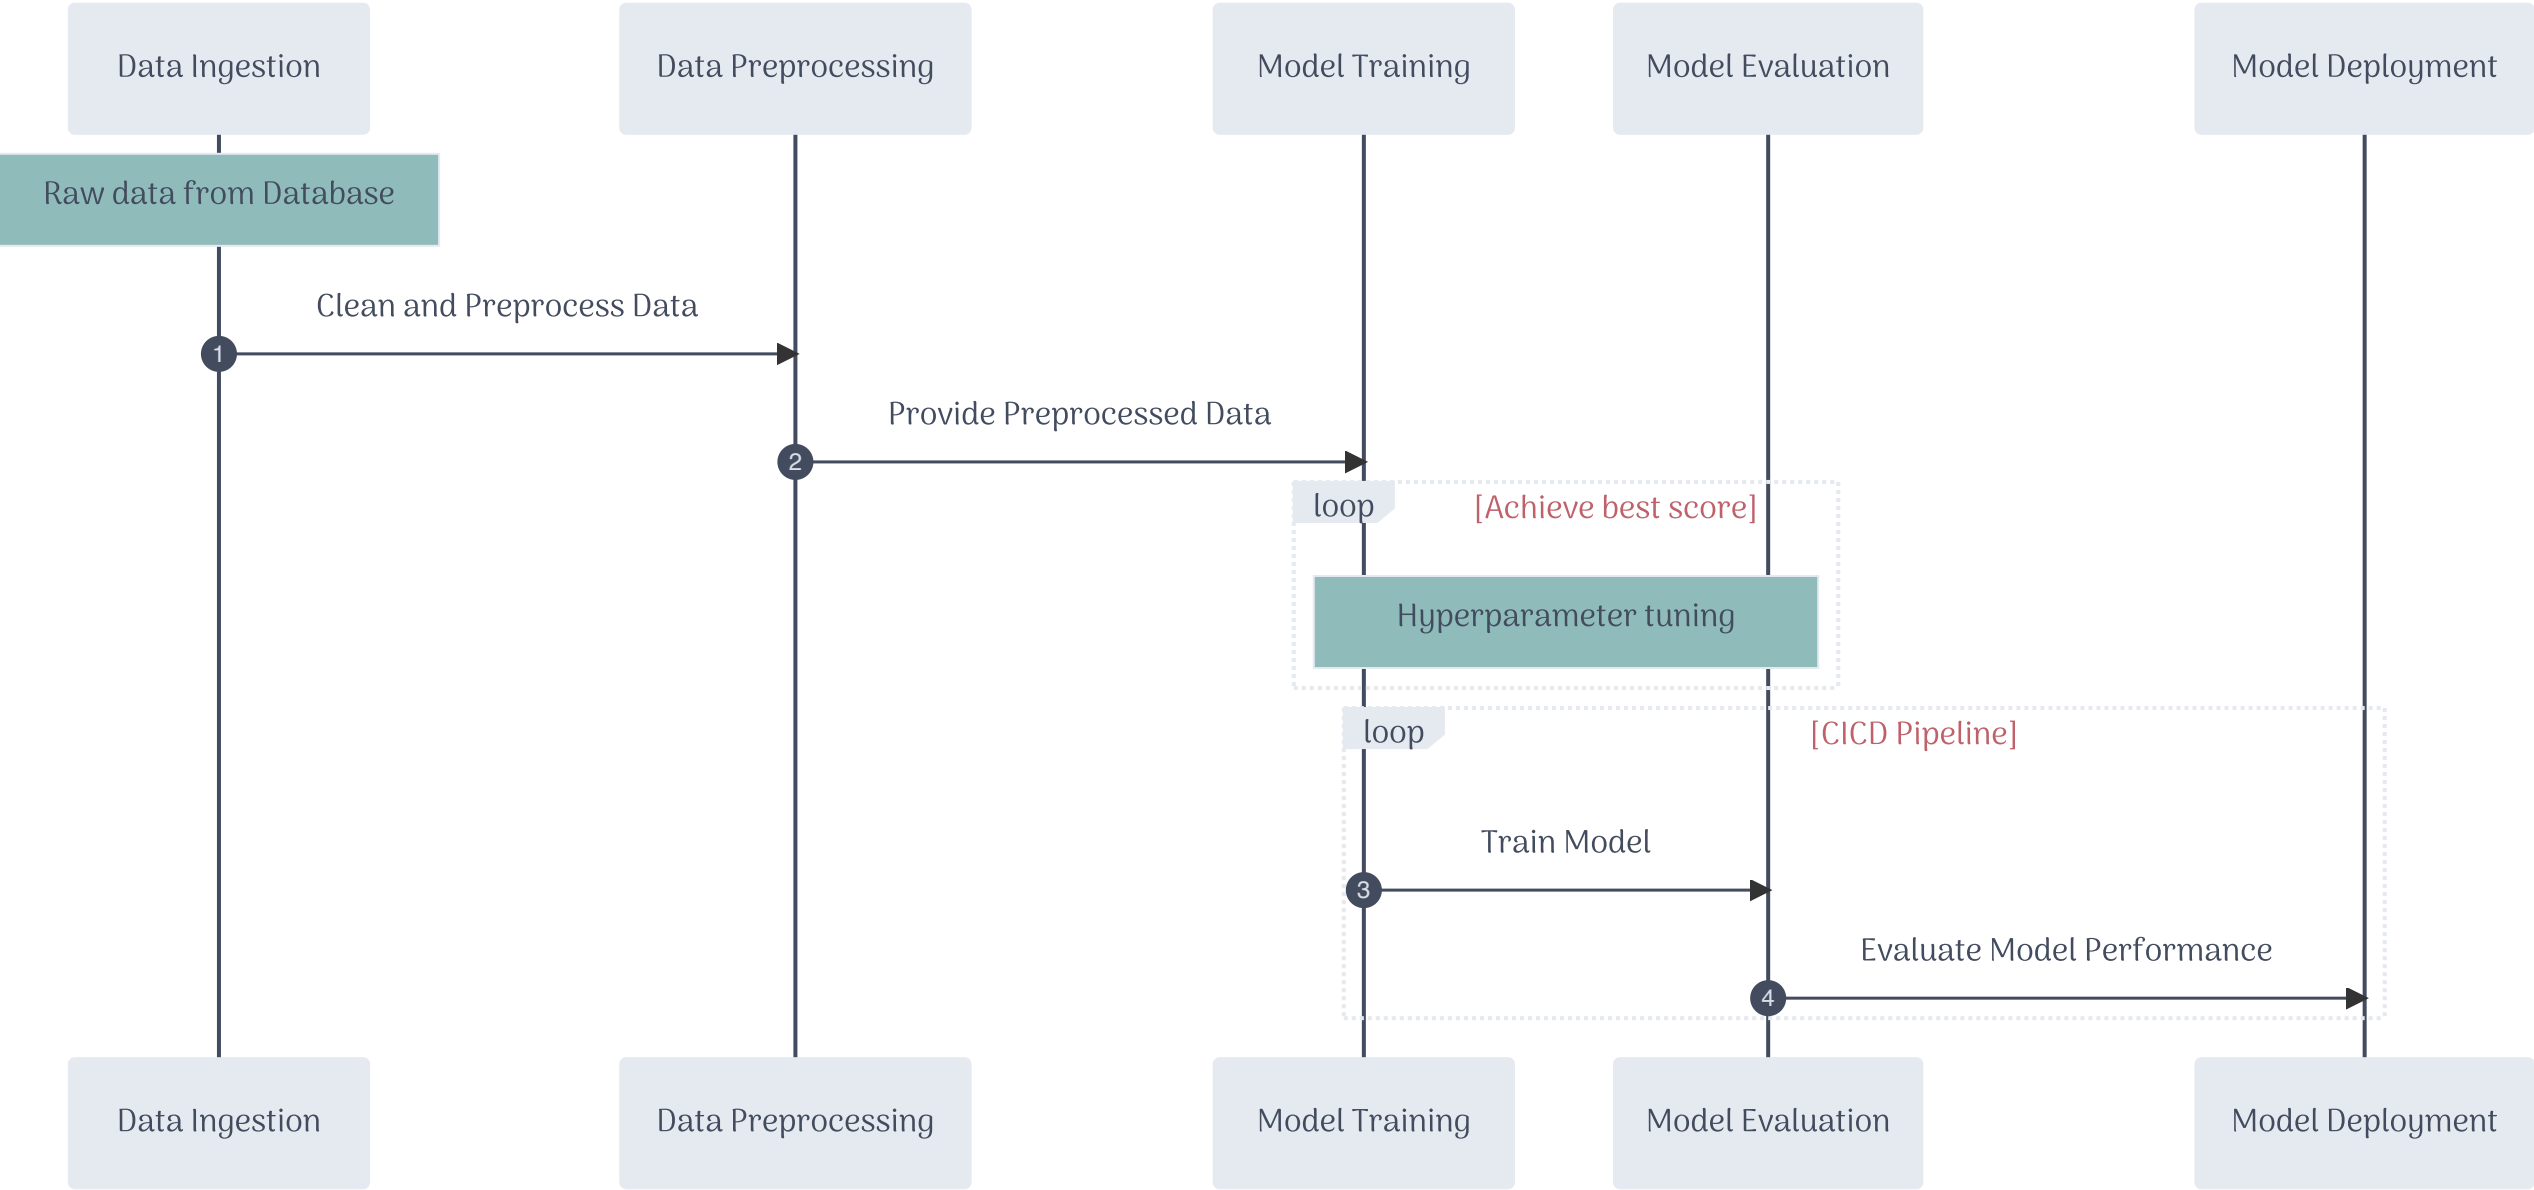 Data Ingestion
Data Preprocessing
Model Training
Model Evaluation
Model Deployment
Raw data from Database
Clean and Preprocess Data
1
Provide Preprocessed Data
2
loop
[Achieve best score]
Hyperparameter tuning
loop
[CICD Pipeline]
Train Model
3
Evaluate Model Performance
4
Data Ingestion
Data Preprocessing
Model Training
Model Evaluation
Model Deployment